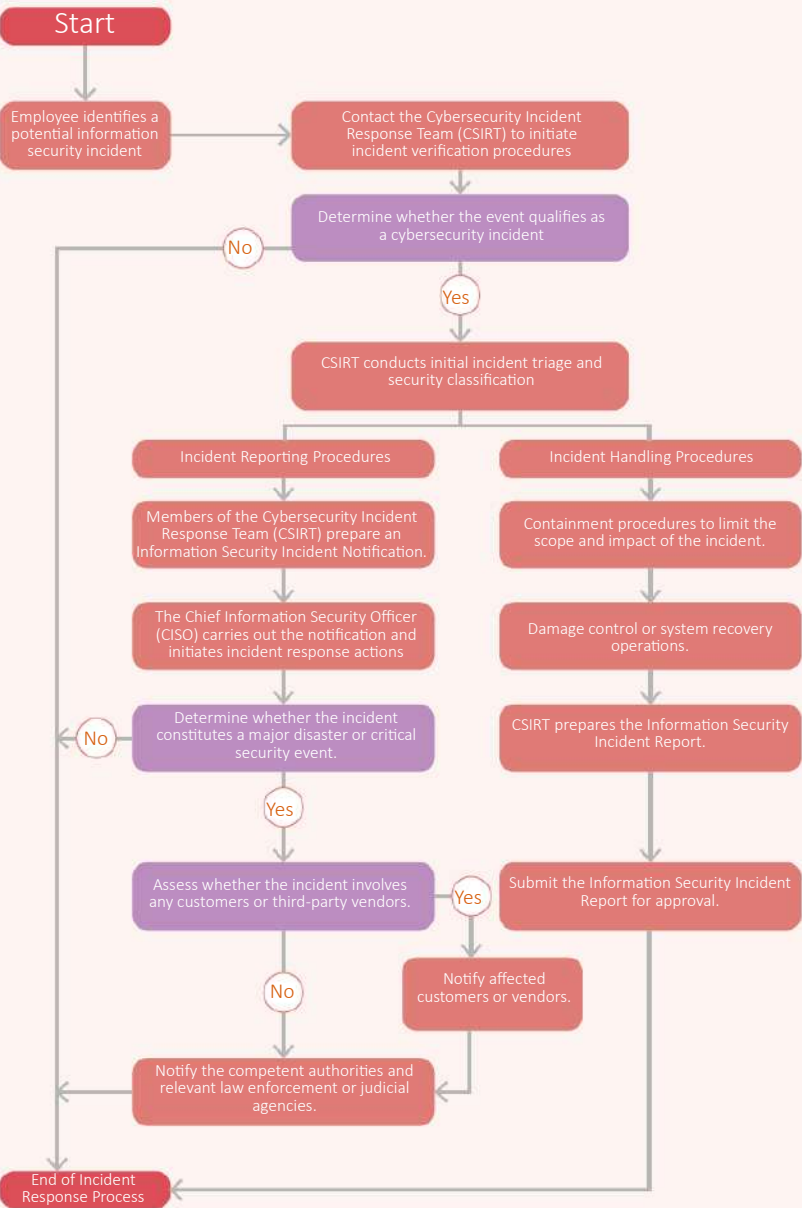 Start
Employee identifies a
potential information
security incident
Contact the Cybersecurity Incident
Response Team (CSIRT) to initiate
incident verification procedures
Determine whether the event qualifies as
a cybersecurity incident
No
Yes
CSIRT conducts initial incident triage and
security classification
Incident Reporting Procedures
Members of the Cybersecurity Incident
Response Team (CSIRT) prepare an
Information Security Incident Notification.
The Chief Information Security Officer
(CISO) carries out the notification and
initiates incident response actions
Determine whether the incident
constitutes a major disaster or critical
security event.
No
Yes
Assess whether the incident involves
any customers or third-party vendors.
Yes
Notify affected
customers or vendors.
No
Notify the competent authorities and
relevant law enforcement or judicial
agencies.
Incident Handling Procedures
Containment procedures to limit the
scope and impact of the incident.
Damage control or system recovery
operations.
CSIRT prepares the Information Security
Incident Report.
Submit the Information Security Incident
Report for approval.
End of Incident
Response Process